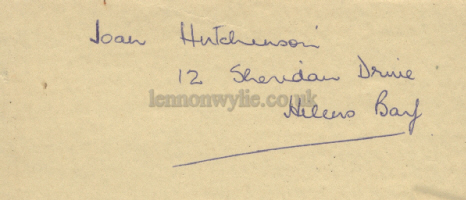 Joan Hutchinson
12 Sheridan Drive
lennonwylie.co.uk
Helens Bay